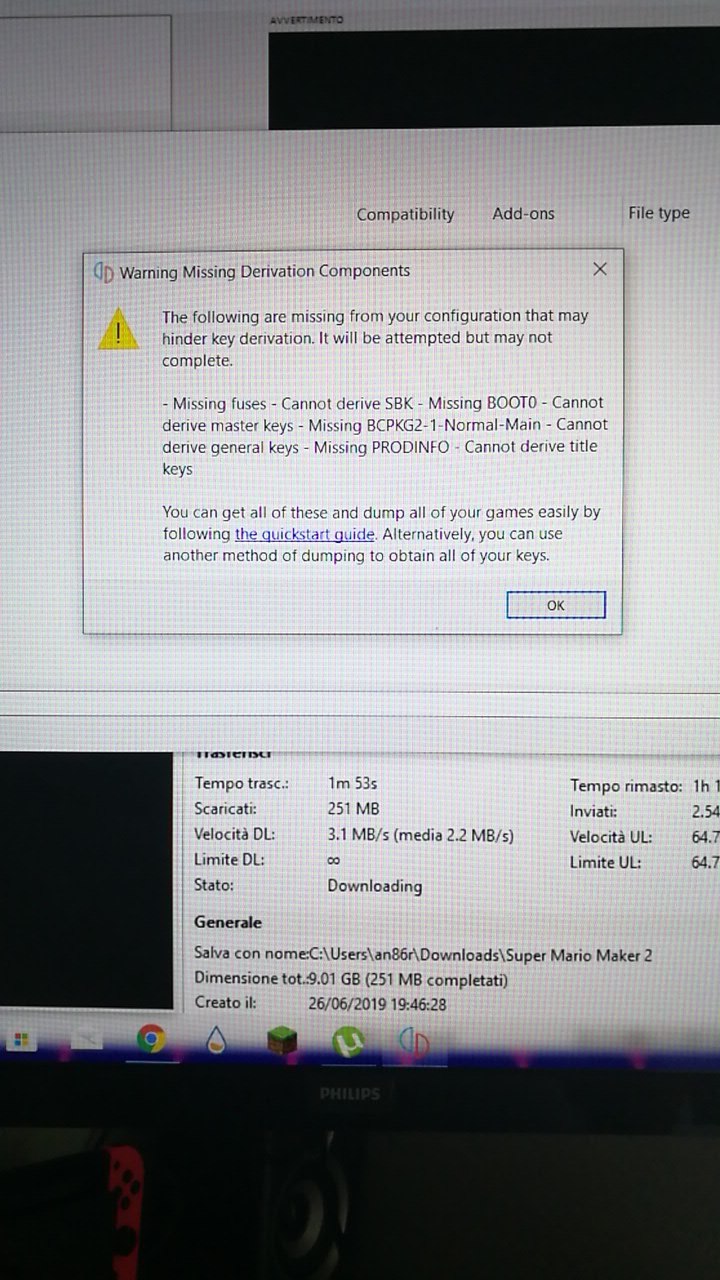 AVVERTIMENTO
Compatibility Add-ons File type
Warning Missing Derivation Components
The following are missing from your configuration that may
hinder key derivation. It will be attempted but may not
complete.
- Missing fuses - Cannot derive SBK - Missing BOOT0 - Cannot
derive master keys - Missing BCPKG2-1-Normal-Main - Cannot
derive general keys - Missing PRODINFO - Cannot derive title
keys
You can get all of these and dump all of your games easily by
following the quickstart guide. Alternatively, you can use
another method of dumping to obtain all of your keys.
OK
Trasferisci
Tempo trasc.: 1m 53s Tempo rimasto: 1h 1
Scaricati: 251 MB Inviati: 2.54
Velocità DL: 3.1 MB/s (media 2.2 MB/s) Velocità UL: 64.7
Limite DL: ∞ Limite UL: 64.7
Stato: Downloading
Generale
Salva con nome:C:\Users\an86r\Downloads\Super Mario Maker 2
Dimensione tot.:9.01 GB (251 MB completati)
Creato il: 26/06/2019 19:46:28
PHILIPS